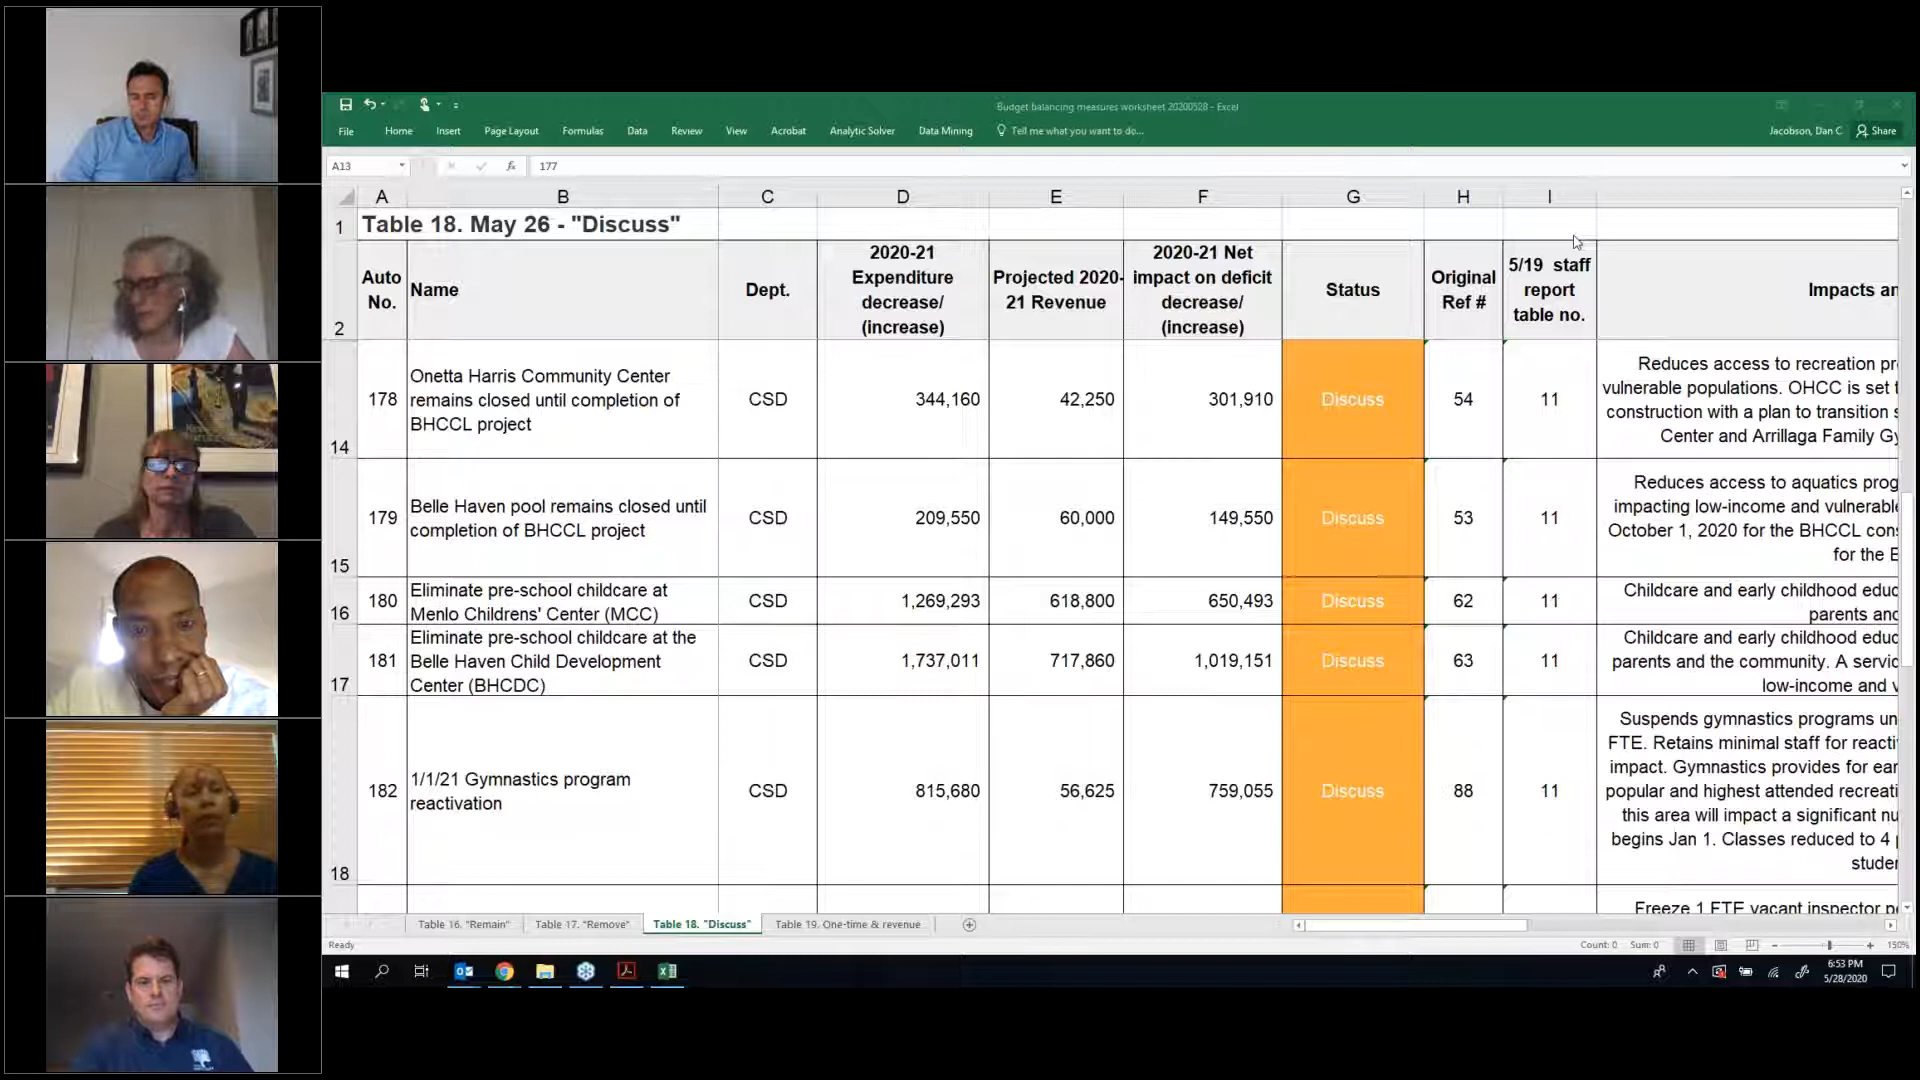 Budget balancing measures worksheet 20200528 - Excel
File Home Insert Page Layout Formulas Data Review View Acrobat Analytic Solver Data Mining Tell me what you want to do... Jacobson, Dan C Share
A13 fx 177
A B C D E F G H I
1 Table 18. May 26 - "Discuss"
2
Auto No.
Name
Dept.
2020-21
Expenditure
decrease/
(increase)
Projected 2020-
21 Revenue
2020-21 Net
impact on deficit
decrease/
(increase)
Status
Original
Ref #
5/19 staff
report
table no.
Impacts an
14
178
Onetta Harris Community Center
remains closed until completion of
BHCCL project
CSD 344,160 42,250 301,910 Discuss 54 11
Reduces access to recreation pr
vulnerable populations. OHCC is set t
construction with a plan to transition s
Center and Arrillaga Family Gy
15
179
Belle Haven pool remains closed until
completion of BHCCL project
CSD 209,550 60,000 149,550 Discuss 53 11
Reduces access to aquatics prog
impacting low-income and vulnerable
October 1, 2020 for the BHCCL cons
for the B
16
180
Eliminate pre-school childcare at
Menlo Childrens' Center (MCC)
CSD 1,269,293 618,800 650,493 Discuss 62 11
Childcare and early childhood educ
parents and
17
181
Eliminate pre-school childcare at the
Belle Haven Child Development
Center (BHCDC)
CSD 1,737,011 717,860 1,019,151 Discuss 63 11
Childcare and early childhood educ
parents and the community. A servic
low-income and v
18
182
1/1/21 Gymnastics program
reactivation
CSD 815,680 56,625 759,055 Discuss 88 11
Suspends gymnastics programs un
FTE. Retains minimal staff for reacti
impact. Gymnastics provides for ear
popular and highest attended recreati
this area will impact a significant nu
begins Jan 1. Classes reduced to 4 p
studen
Freeze 1 FTE vacant inspector po
Table 16. "Remain" Table 17. "Remove" Table 18. "Discuss" Table 19. One-time & revenue
Ready Count: 0 Sum: 0 150%
6:53 PM
5/28/2020